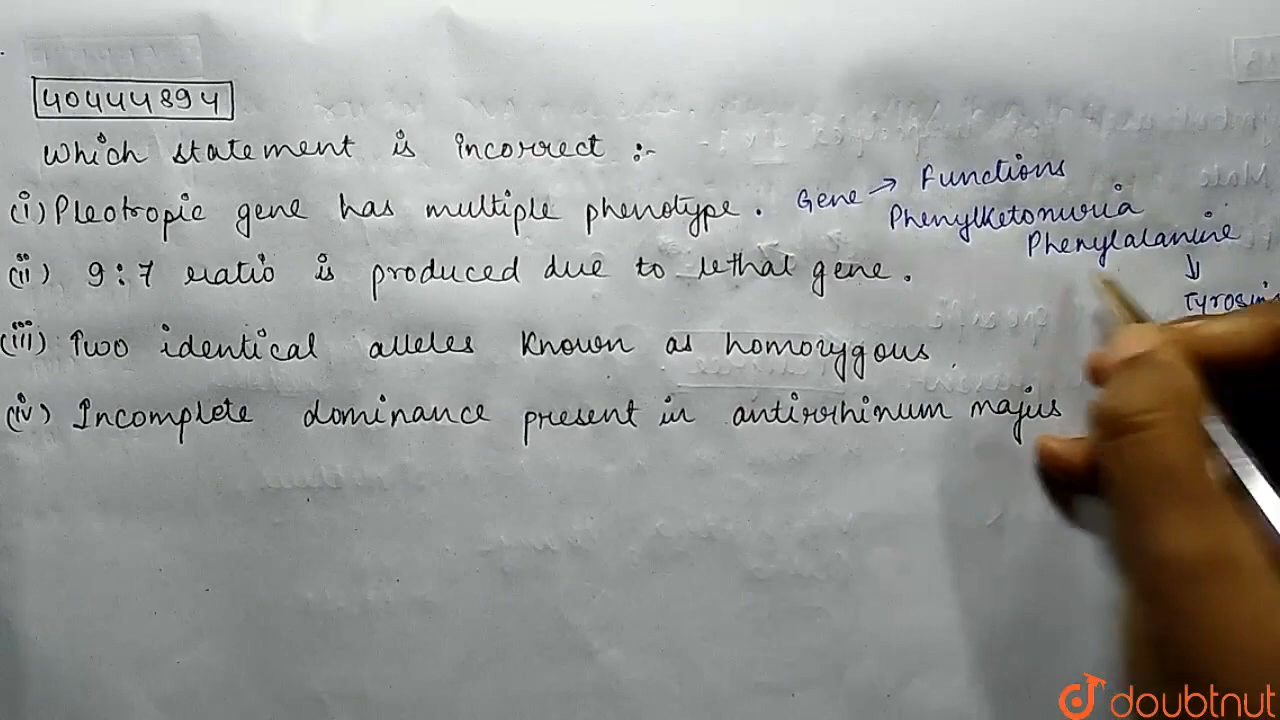 40444894
Which statement is incorrect :-
(i) Pleotropic gene has multiple phenotype. Gene → Functions
Phenylketonuria
Phenylalanine
↓
(ii) 9:7 ratio is produced due to lethal gene.
(iii) Two identical alleles known as homozygous.
(iv) Incomplete dominance present in antirrhinum majus
doubtnut